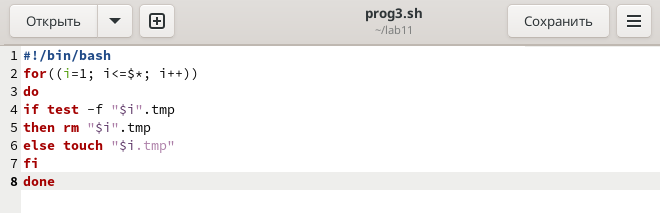 Открыть
prog3.sh
~/lab11
Сохранить
1 #!/bin/bash
2 for((i=1; i<=$*; i++))
3 do
4 if test -f "$i".tmp
5 then rm "$i".tmp
6 else touch "$i.tmp"
7 fi
8 done